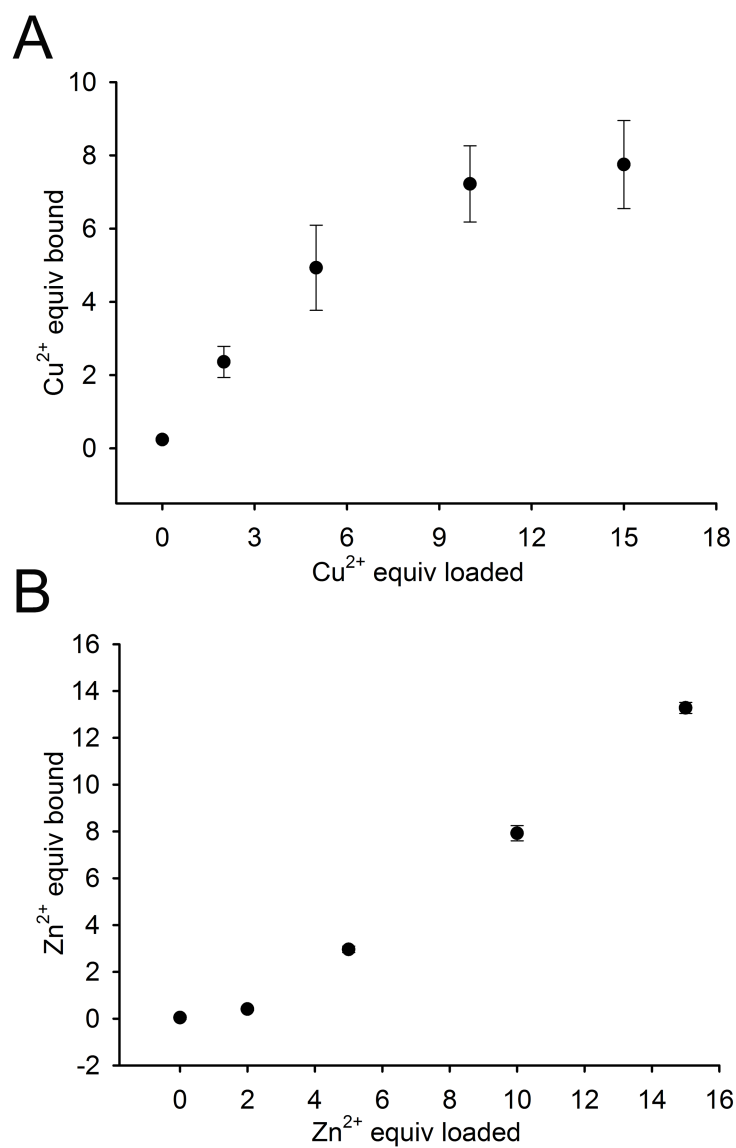 A
10
8
6
4
2
0
Cu2+ equiv bound
0 3 6 9 12 15 18
Cu2+ equiv loaded
B
16
14
12
10
8
6
4
2
0
-2
Zn2+ equiv bound
0 2 4 6 8 10 12 14 16
Zn2+ equiv loaded